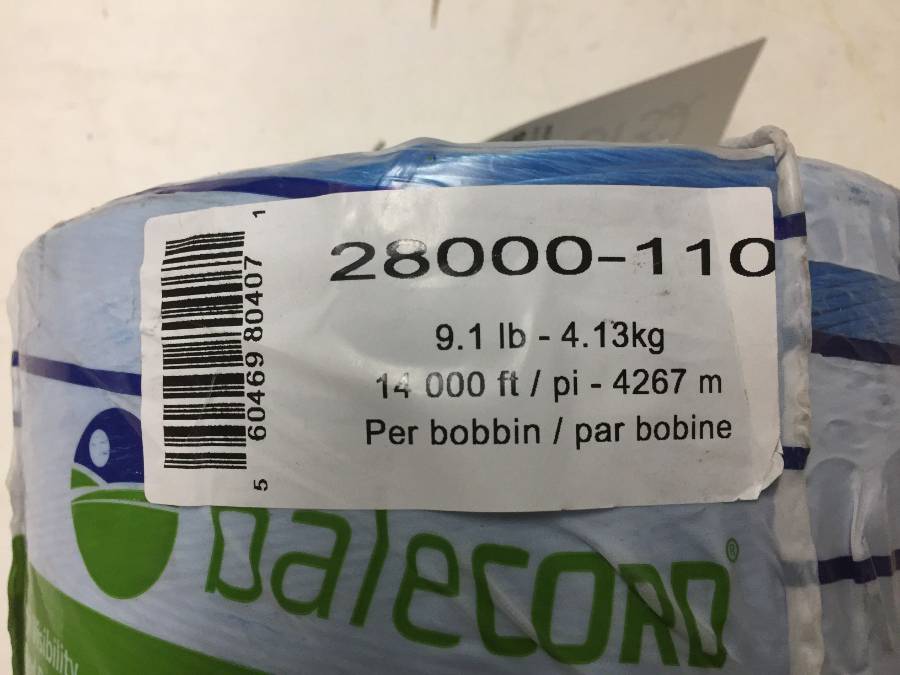 28000-110
9.1 lb - 4.13kg
14 000 ft / pi - 4267 m
Per bobbin / par bobine
5 60469 80407 1
balecord®